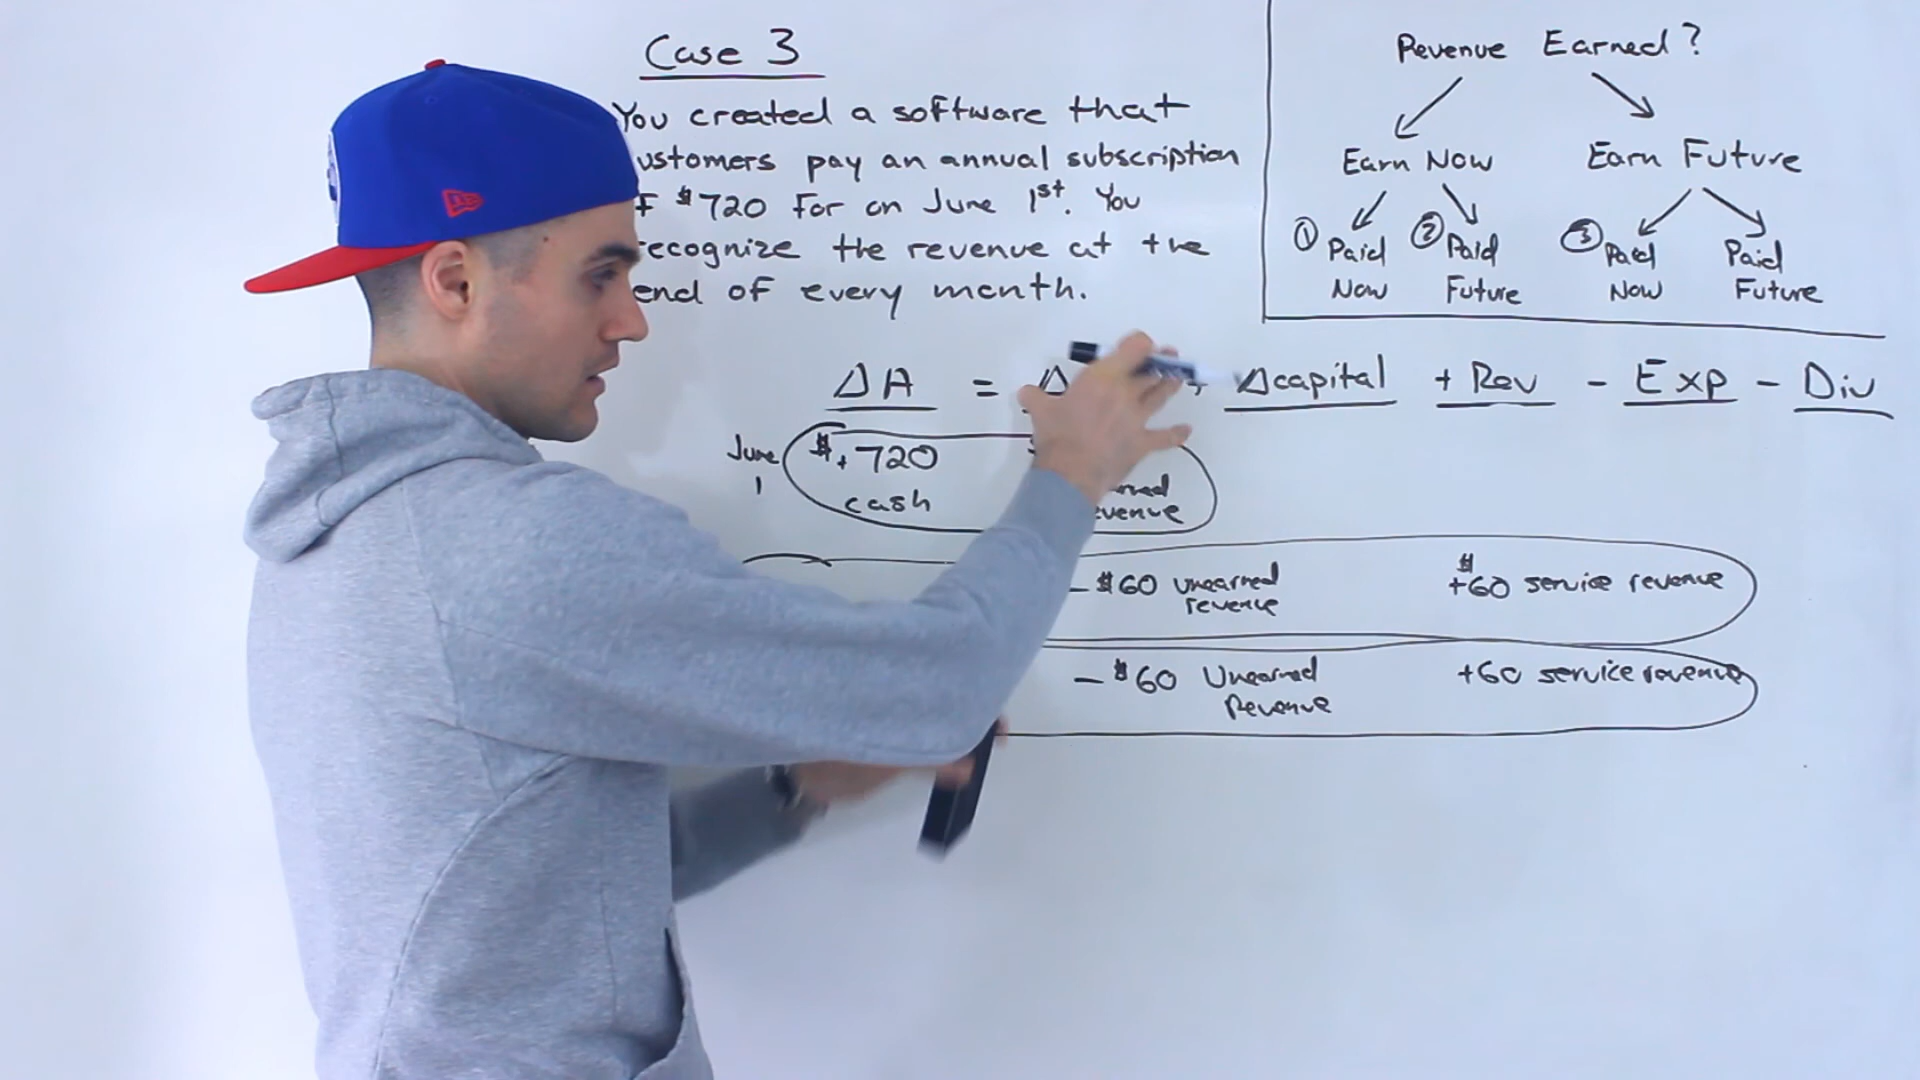 Case 3
You created a software that
ustomers pay an annual subscription
$720 for on June 1st. You
ecognize the revenue at the
end of every month.
Revenue Earned?
Earn Now Earn Future
① Paid Now
② Paid Future
③ Paid Now
Paid Future
ΔA = Δ + Δcapital + Rev - Exp - Div
June 1
$+720
cash
evenue
- $60 unearned revenue
$+60 service revenue
- $60 Unearned Revenue
+60 service revenue